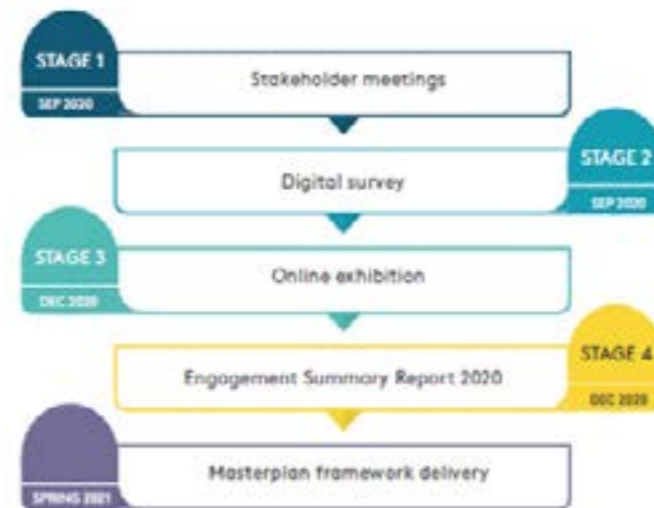 STAGE 1
SEP 2020
Stakeholder meetings
STAGE 2
SEP 2020
Digital survey
STAGE 3
DEC 2020
Online exhibition
STAGE 4
DEC 2020
Engagement Summary Report 2020
SPRING 2021
Masterplan framework delivery